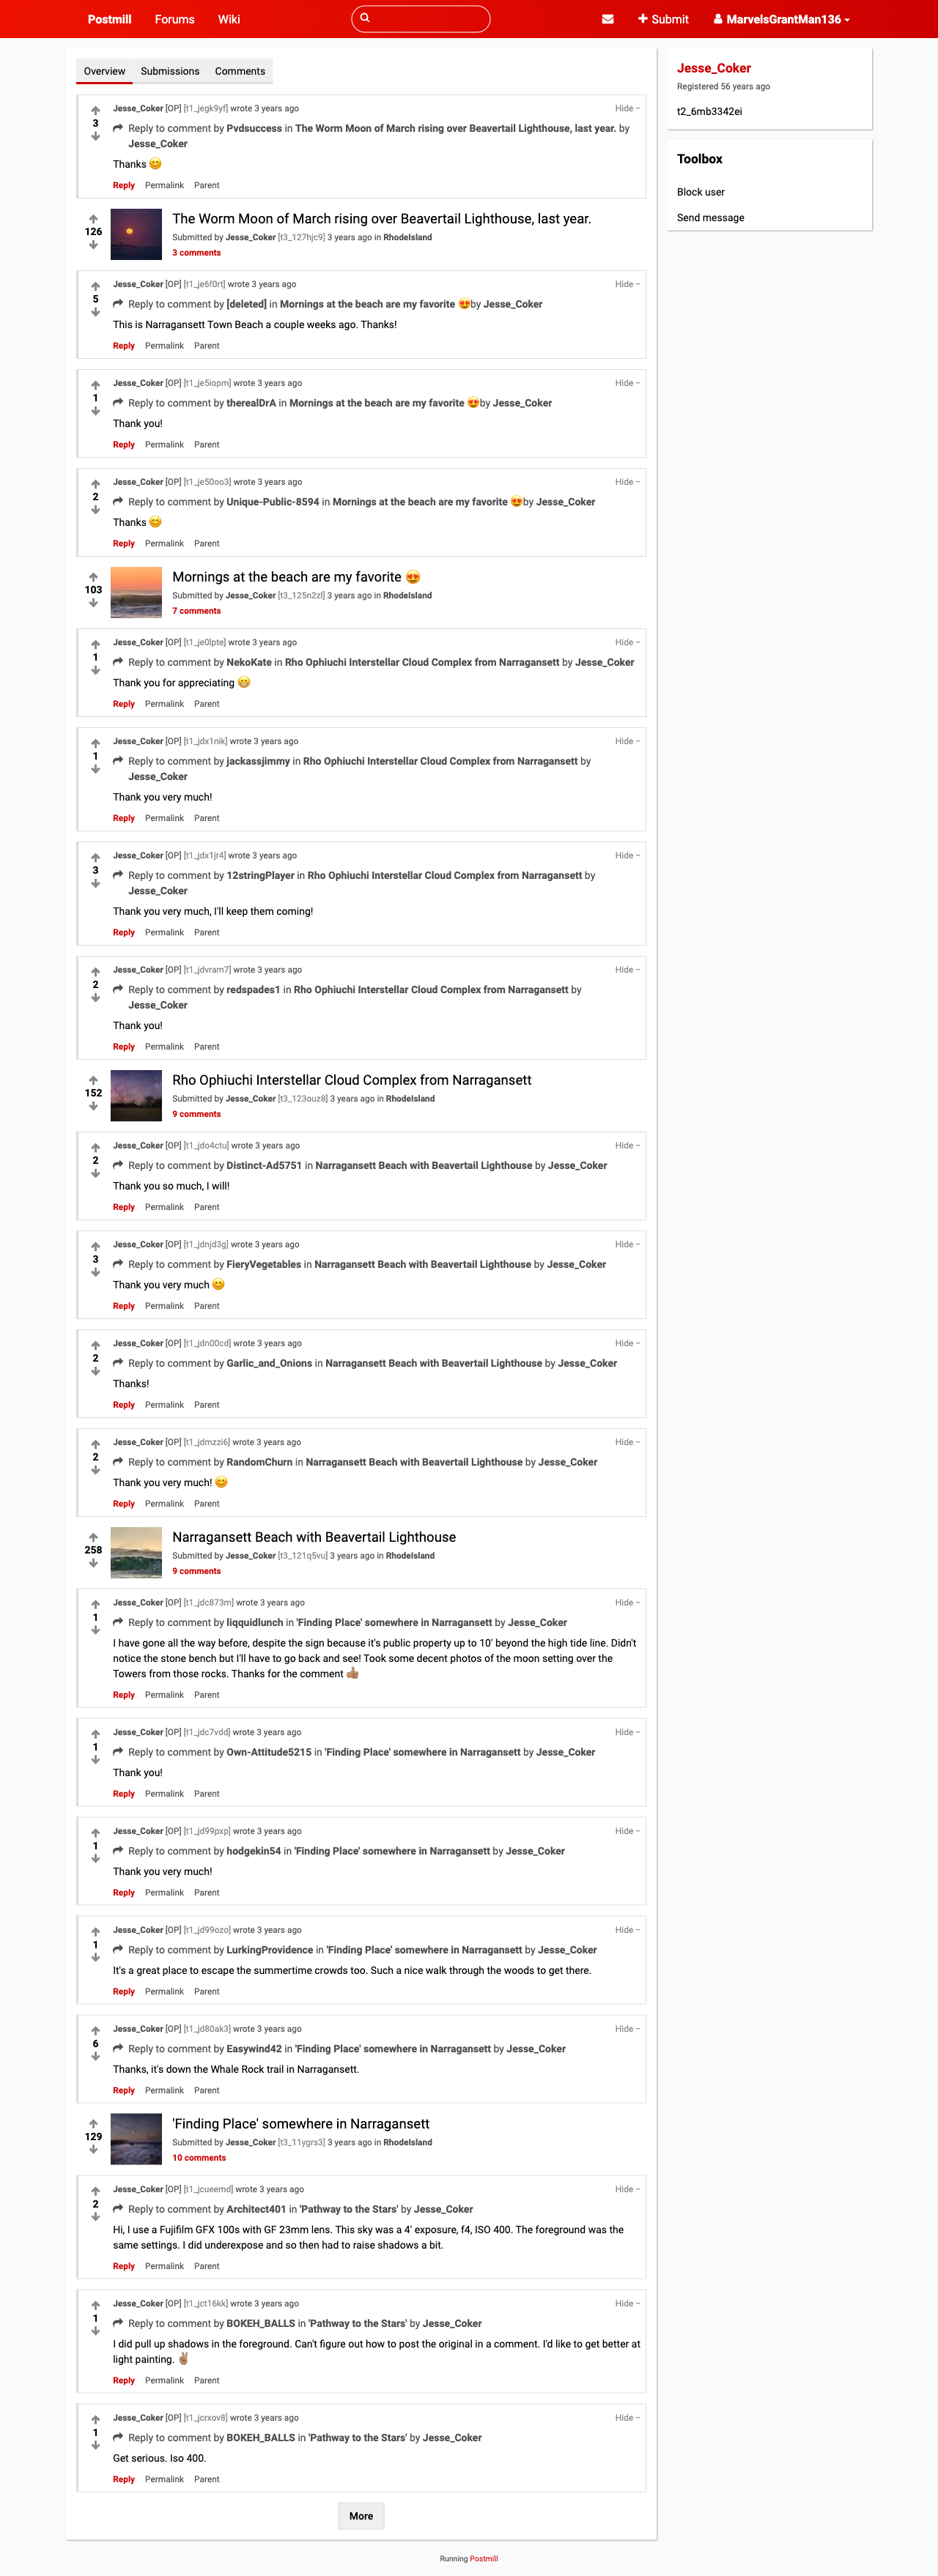 Postmill Forums Wiki Submit MarvelsGrantMan136
Overview Submissions Comments
Jesse_Coker [OP] [t1_jegk9yf] wrote 3 years ago Hide –
3
Reply to comment by Pvdsuccess in The Worm Moon of March rising over Beavertail Lighthouse, last year. by
Jesse_Coker
Thanks 😊
Reply Permalink Parent
The Worm Moon of March rising over Beavertail Lighthouse, last year.
126
Submitted by Jesse_Coker [t3_127hjc9] 3 years ago in RhodeIsland
3 comments
Jesse_Coker [OP] [t1_je6f0rt] wrote 3 years ago Hide –
5
Reply to comment by [deleted] in Mornings at the beach are my favorite 😍by Jesse_Coker
This is Narragansett Town Beach a couple weeks ago. Thanks!
Reply Permalink Parent
Jesse_Coker [OP] [t1_je5iopm] wrote 3 years ago Hide –
1
Reply to comment by therealDrA in Mornings at the beach are my favorite 😍by Jesse_Coker
Thank you!
Reply Permalink Parent
Jesse_Coker [OP] [t1_je50oo3] wrote 3 years ago Hide –
2
Reply to comment by Unique-Public-8594 in Mornings at the beach are my favorite 😍by Jesse_Coker
Thanks 😊
Reply Permalink Parent
Mornings at the beach are my favorite 😍
103
Submitted by Jesse_Coker [t3_125n2zl] 3 years ago in RhodeIsland
7 comments
Jesse_Coker [OP] [t1_je0lpte] wrote 3 years ago Hide –
1
Reply to comment by NekoKate in Rho Ophiuchi Interstellar Cloud Complex from Narragansett by Jesse_Coker
Thank you for appreciating 😁
Reply Permalink Parent
Jesse_Coker [OP] [t1_jdx1nik] wrote 3 years ago Hide –
1
Reply to comment by jackassjimmy in Rho Ophiuchi Interstellar Cloud Complex from Narragansett by
Jesse_Coker
Thank you very much!
Reply Permalink Parent
Jesse_Coker [OP] [t1_jdx1jr4] wrote 3 years ago Hide –
3
Reply to comment by 12stringPlayer in Rho Ophiuchi Interstellar Cloud Complex from Narragansett by
Jesse_Coker
Thank you very much, I'll keep them coming!
Reply Permalink Parent
Jesse_Coker [OP] [t1_jdvram7] wrote 3 years ago Hide –
2
Reply to comment by redspades1 in Rho Ophiuchi Interstellar Cloud Complex from Narragansett by
Jesse_Coker
Thank you!
Reply Permalink Parent
Rho Ophiuchi Interstellar Cloud Complex from Narragansett
152
Submitted by Jesse_Coker [t3_123ouz8] 3 years ago in RhodeIsland
9 comments
Jesse_Coker [OP] [t1_jdo4ctu] wrote 3 years ago Hide –
2
Reply to comment by Distinct-Ad5751 in Narragansett Beach with Beavertail Lighthouse by Jesse_Coker
Thank you so much, I will!
Reply Permalink Parent
Jesse_Coker [OP] [t1_jdnjd3g] wrote 3 years ago Hide –
3
Reply to comment by FieryVegetables in Narragansett Beach with Beavertail Lighthouse by Jesse_Coker
Thank you very much 😊
Reply Permalink Parent
Jesse_Coker [OP] [t1_jdn00cd] wrote 3 years ago Hide –
2
Reply to comment by Garlic_and_Onions in Narragansett Beach with Beavertail Lighthouse by Jesse_Coker
Thanks!
Reply Permalink Parent
Jesse_Coker [OP] [t1_jdmzzi6] wrote 3 years ago Hide –
2
Reply to comment by RandomChurn in Narragansett Beach with Beavertail Lighthouse by Jesse_Coker
Thank you very much! 😊
Reply Permalink Parent
Narragansett Beach with Beavertail Lighthouse
258
Submitted by Jesse_Coker [t3_121q5vu] 3 years ago in RhodeIsland
9 comments
Jesse_Coker [OP] [t1_jdc873m] wrote 3 years ago Hide –
1
Reply to comment by liqquidlunch in 'Finding Place' somewhere in Narragansett by Jesse_Coker
I have gone all the way before, despite the sign because it's public property up to 10' beyond the high tide line. Didn't
notice the stone bench but I'll have to go back and see! Took some decent photos of the moon setting over the
Towers from those rocks. Thanks for the comment 👍🏽
Reply Permalink Parent
Jesse_Coker [OP] [t1_jdc7vdd] wrote 3 years ago Hide –
1
Reply to comment by Own-Attitude5215 in 'Finding Place' somewhere in Narragansett by Jesse_Coker
Thank you!
Reply Permalink Parent
Jesse_Coker [OP] [t1_jd99pxp] wrote 3 years ago Hide –
1
Reply to comment by hodgekin54 in 'Finding Place' somewhere in Narragansett by Jesse_Coker
Thank you very much!
Reply Permalink Parent
Jesse_Coker [OP] [t1_jd99ozo] wrote 3 years ago Hide –
1
Reply to comment by LurkingProvidence in 'Finding Place' somewhere in Narragansett by Jesse_Coker
It's a great place to escape the summertime crowds too. Such a nice walk through the woods to get there.
Reply Permalink Parent
Jesse_Coker [OP] [t1_jd80ak3] wrote 3 years ago Hide –
6
Reply to comment by Easywind42 in 'Finding Place' somewhere in Narragansett by Jesse_Coker
Thanks, it's down the Whale Rock trail in Narragansett.
Reply Permalink Parent
'Finding Place' somewhere in Narragansett
129
Submitted by Jesse_Coker [t3_11ygrs3] 3 years ago in RhodeIsland
10 comments
Jesse_Coker [OP] [t1_jcueemd] wrote 3 years ago Hide –
2
Reply to comment by Architect401 in 'Pathway to the Stars' by Jesse_Coker
Hi, I use a Fujifilm GFX 100s with GF 23mm lens. This sky was a 4' exposure, f4, ISO 400. The foreground was the
same settings. I did underexpose and so then had to raise shadows a bit.
Reply Permalink Parent
Jesse_Coker [OP] [t1_jct16kk] wrote 3 years ago Hide –
1
Reply to comment by BOKEH_BALLS in 'Pathway to the Stars' by Jesse_Coker
I did pull up shadows in the foreground. Can't figure out how to post the original in a comment. I'd like to get better at
light painting. ✌🏽
Reply Permalink Parent
Jesse_Coker [OP] [t1_jcrxov8] wrote 3 years ago Hide –
1
Reply to comment by BOKEH_BALLS in 'Pathway to the Stars' by Jesse_Coker
Get serious. Iso 400.
Reply Permalink Parent
More
Jesse_Coker
Registered 56 years ago
t2_6mb3342ei
Toolbox
Block user
Send message
Running Postmill